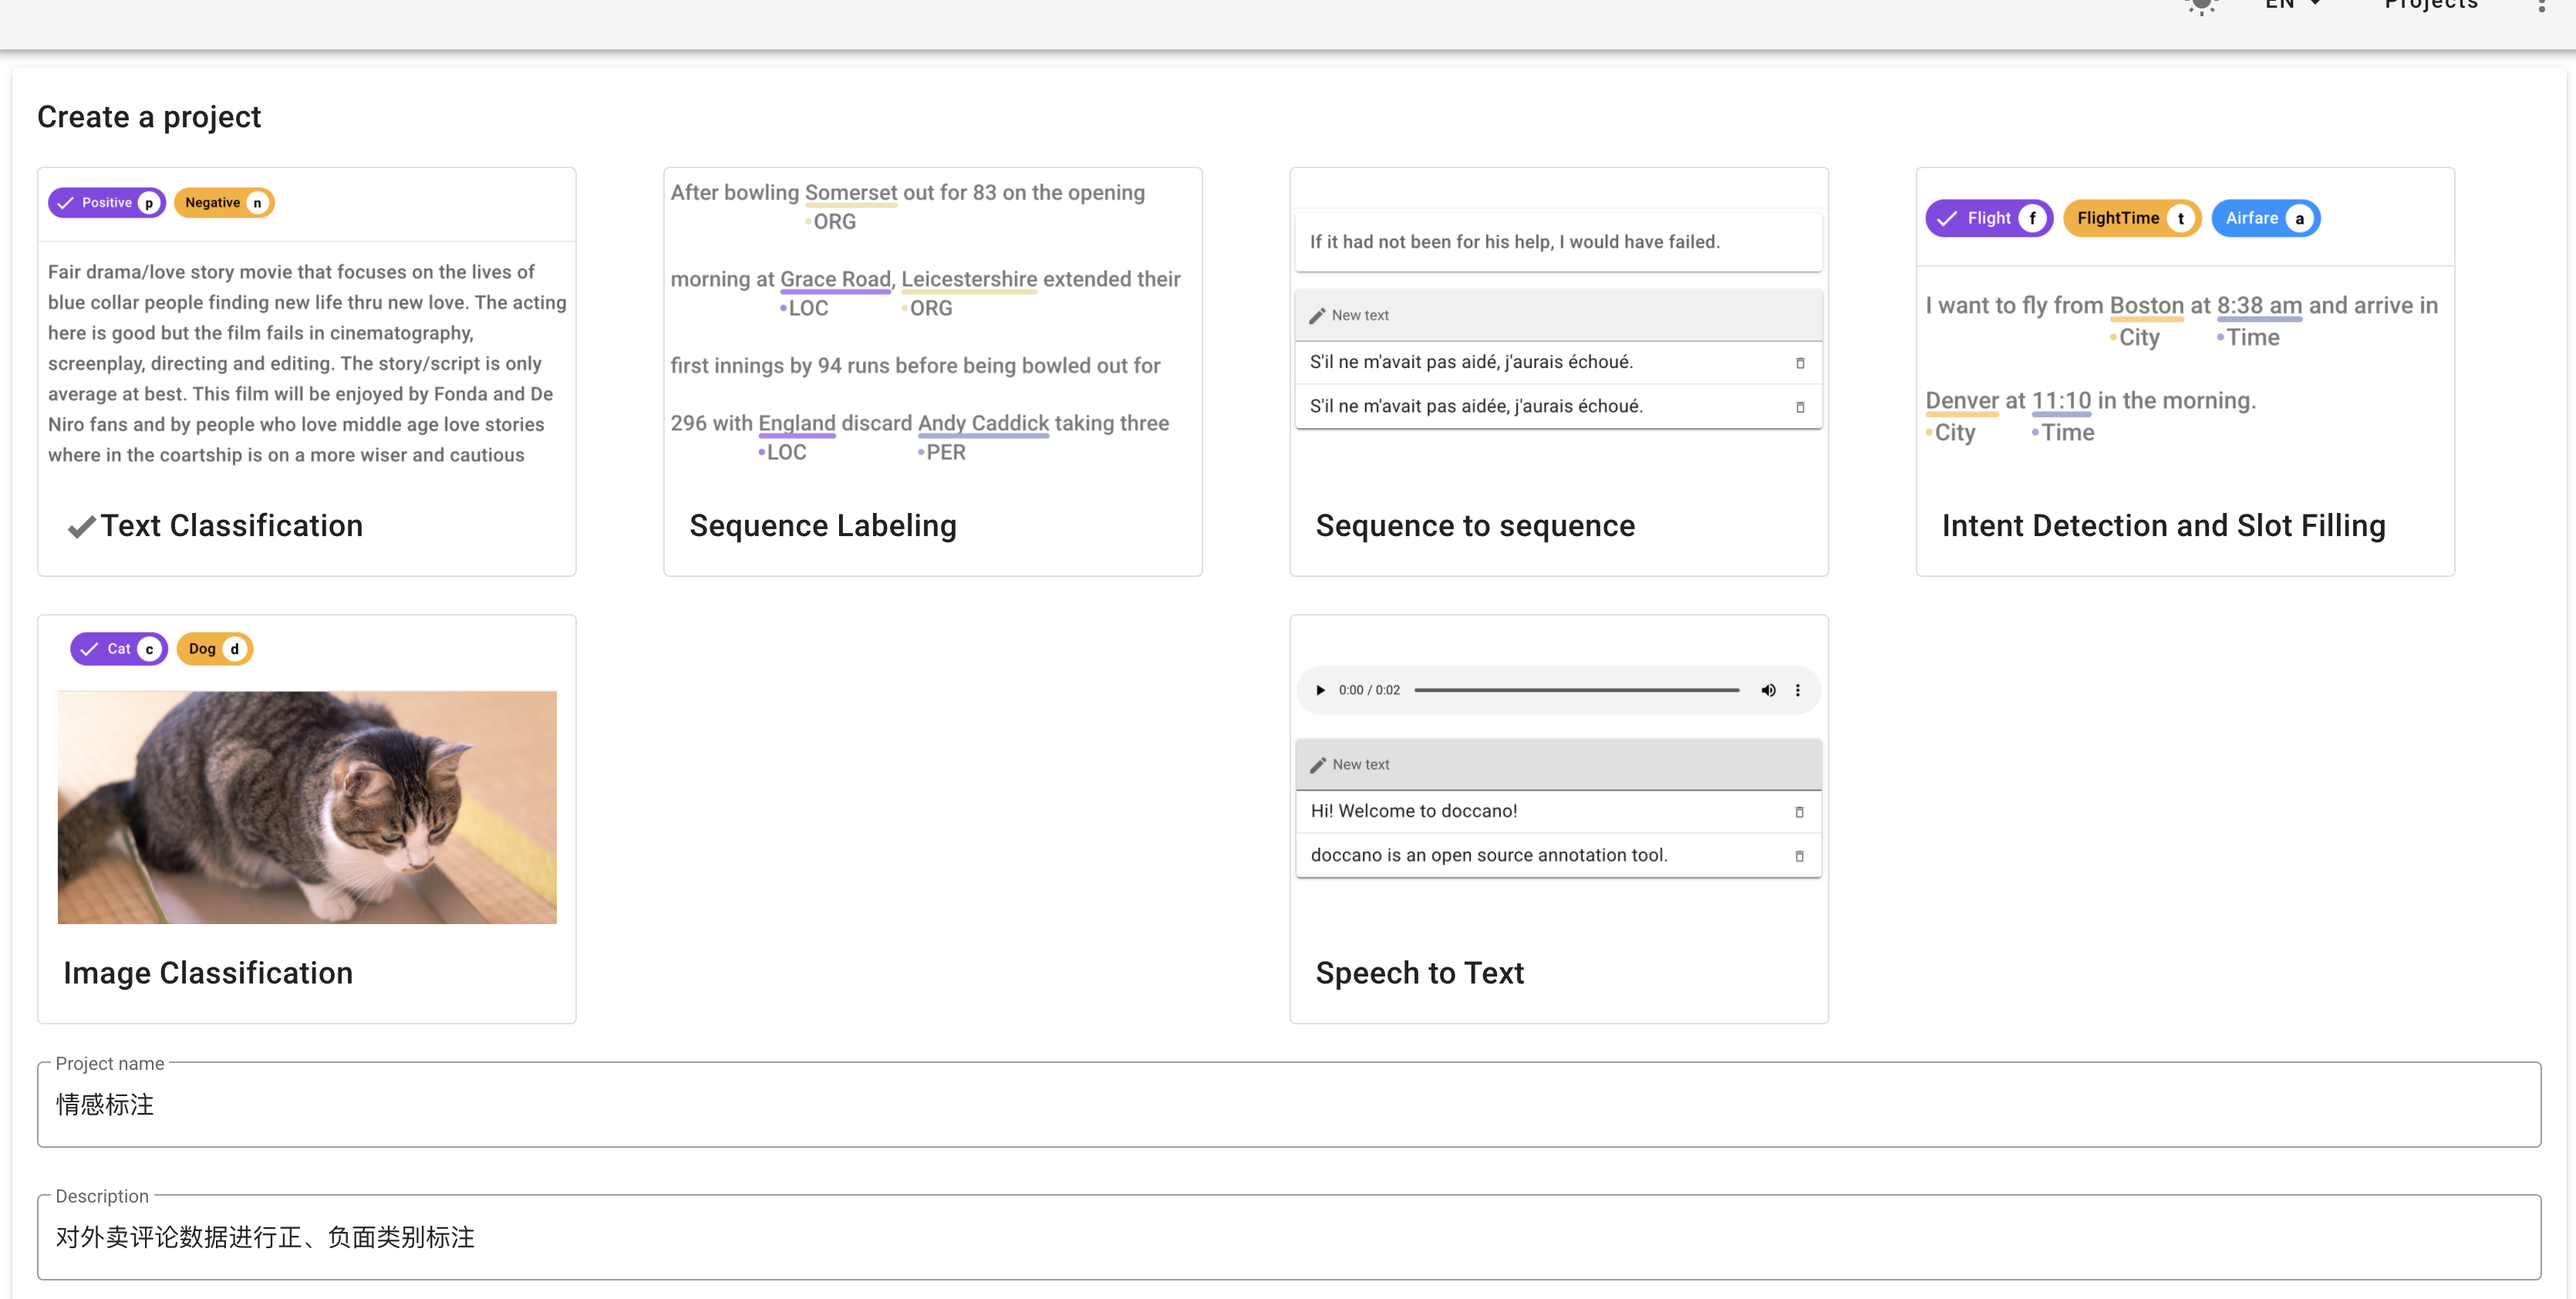 EN
Projects
Create a project
Positive p Negative n
Fair drama/love story movie that focuses on the lives of
blue collar people finding new life thru new love. The acting
here is good but the film fails in cinematography,
screenplay, directing and editing. The story/script is only
average at best. This film will be enjoyed by Fonda and De
Niro fans and by people who love middle age love stories
where in the coartship is on a more wiser and cautious
Text Classification
After bowling Somerset out for 83 on the opening
•ORG
morning at Grace Road, Leicestershire extended their
•LOC •ORG
first innings by 94 runs before being bowled out for
296 with England discard Andy Caddick taking three
•LOC •PER
Sequence Labeling
If it had not been for his help, I would have failed.
New text
S'il ne m'avait pas aidé, j'aurais échoué.
S'il ne m'avait pas aidée, j'aurais échoué.
Sequence to sequence
Flight f FlightTime t Airfare a
I want to fly from Boston at 8:38 am and arrive in
•City •Time
Denver at 11:10 in the morning.
•City •Time
Intent Detection and Slot Filling
Cat c Dog d
Image Classification
0:00 / 0:02
New text
Hi! Welcome to doccano!
doccano is an open source annotation tool.
Speech to Text
Project name
情感标注
Description
对外卖评论数据进行正、负面类别标注